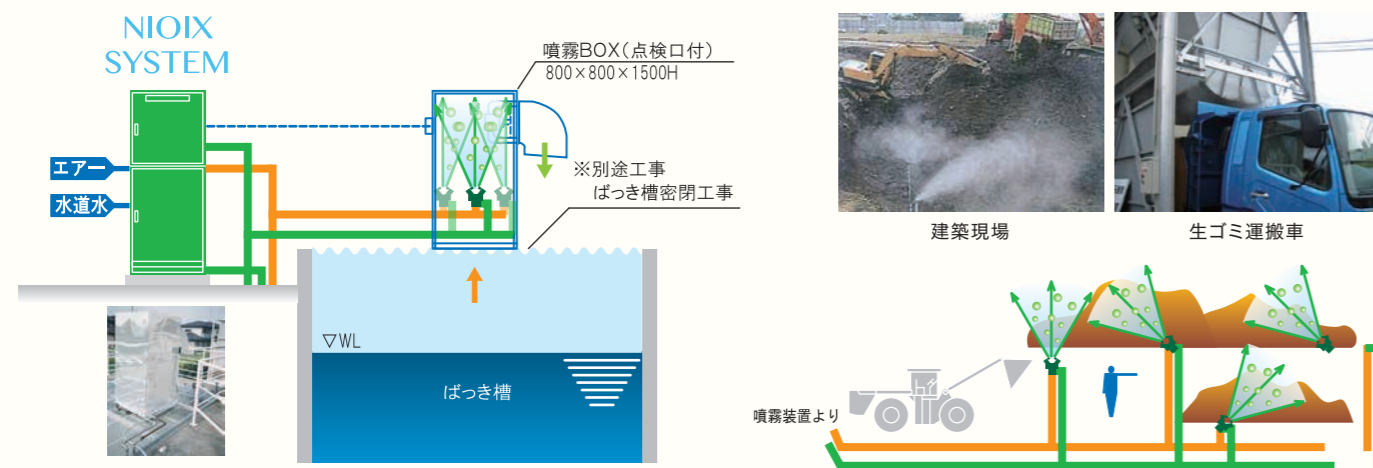 NIOIX
SYSTEM
エアー
水道水
噴霧BOX(点検口付)
800×800×1500H
※別途工事
ばっき槽密閉工事
▽WL
ばっき槽
建築現場
生ゴミ運搬車
噴霧装置より